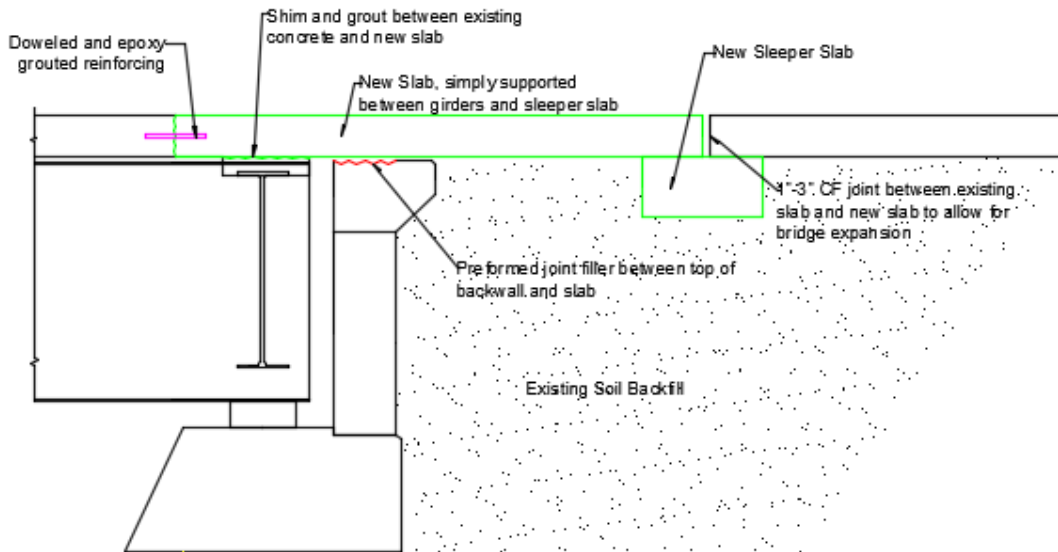 Shim and grout between existing
concrete and new slab
Doweled and epoxy
grouted reinforcing
New Slab, simply supported
between girders and sleeper slab
New Sleeper Slab
1"-3" CF joint between existing
slab and new slab to allow for
bridge expansion
Preformed joint filler between top of
backwall and slab
Existing Soil Backfill